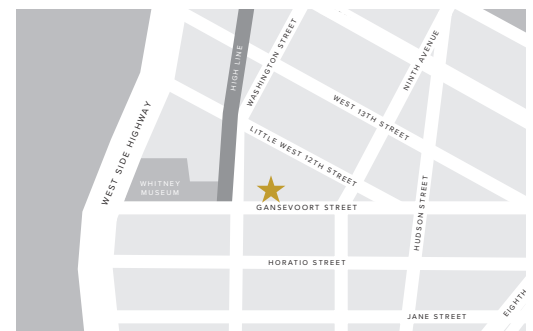 HIGH LINE
WASHINGTON STREET
NINTH AVENUE
WEST SIDE HIGHWAY
WEST 13TH STREET
LITTLE WEST 12TH STREET
WHITNEY
MUSEUM
GANSEVOORT STREET
HUDSON STREET
HORATIO STREET
JANE STREET
EIGHTH